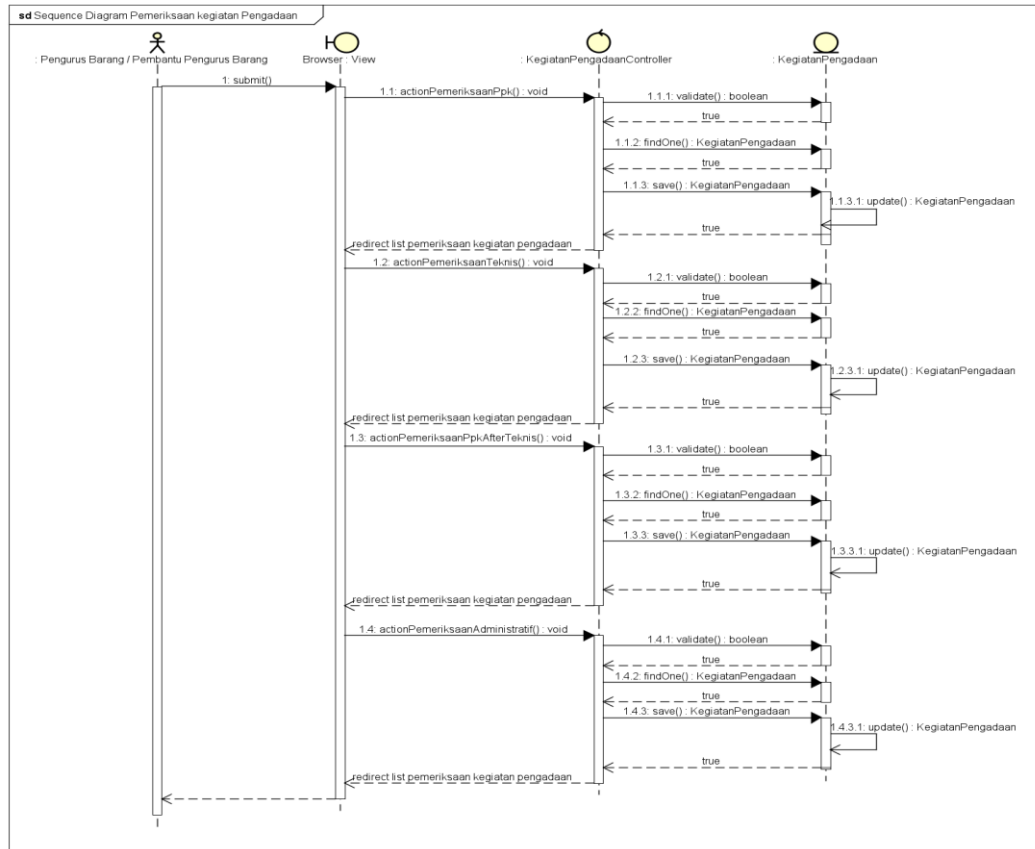 sd Sequence Diagram Pemeriksaan kegiatan Pengadaan
: Pengurus Barang / Pembantu Pengurus Barang
Browser : View
: KegiatanPengadaanController
: KegiatanPengadaan
1: submit()
1.1: actionPemeriksaanPpk() : void
1.1.1: validate() : boolean
true
1.1.2: findOne() : KegiatanPengadaan
true
1.1.3: save() : KegiatanPengadaan
1.1.3.1: update() : KegiatanPengadaan
true
redirect list pemeriksaan kegiatan pengadaan
1.2: actionPemeriksaanTeknis() : void
1.2.1: validate() : boolean
true
1.2.2: findOne() : KegiatanPengadaan
true
1.2.3: save() : KegiatanPengadaan
1.2.3.1: update() : KegiatanPengadaan
true
redirect list pemeriksaan kegiatan pengadaan
1.3: actionPemeriksaanPpkAfterTeknis() : void
1.3.1: validate() : boolean
true
1.3.2: findOne() : KegiatanPengadaan
true
1.3.3: save() : KegiatanPengadaan
1.3.3.1: update() : KegiatanPengadaan
true
redirect list pemeriksaan kegiatan pengadaan
1.4: actionPemeriksaanAdministratif() : void
1.4.1: validate() : boolean
true
1.4.2: findOne() : KegiatanPengadaan
true
1.4.3: save() : KegiatanPengadaan
1.4.3.1: update() : KegiatanPengadaan
true
redirect list pemeriksaan kegiatan pengadaan